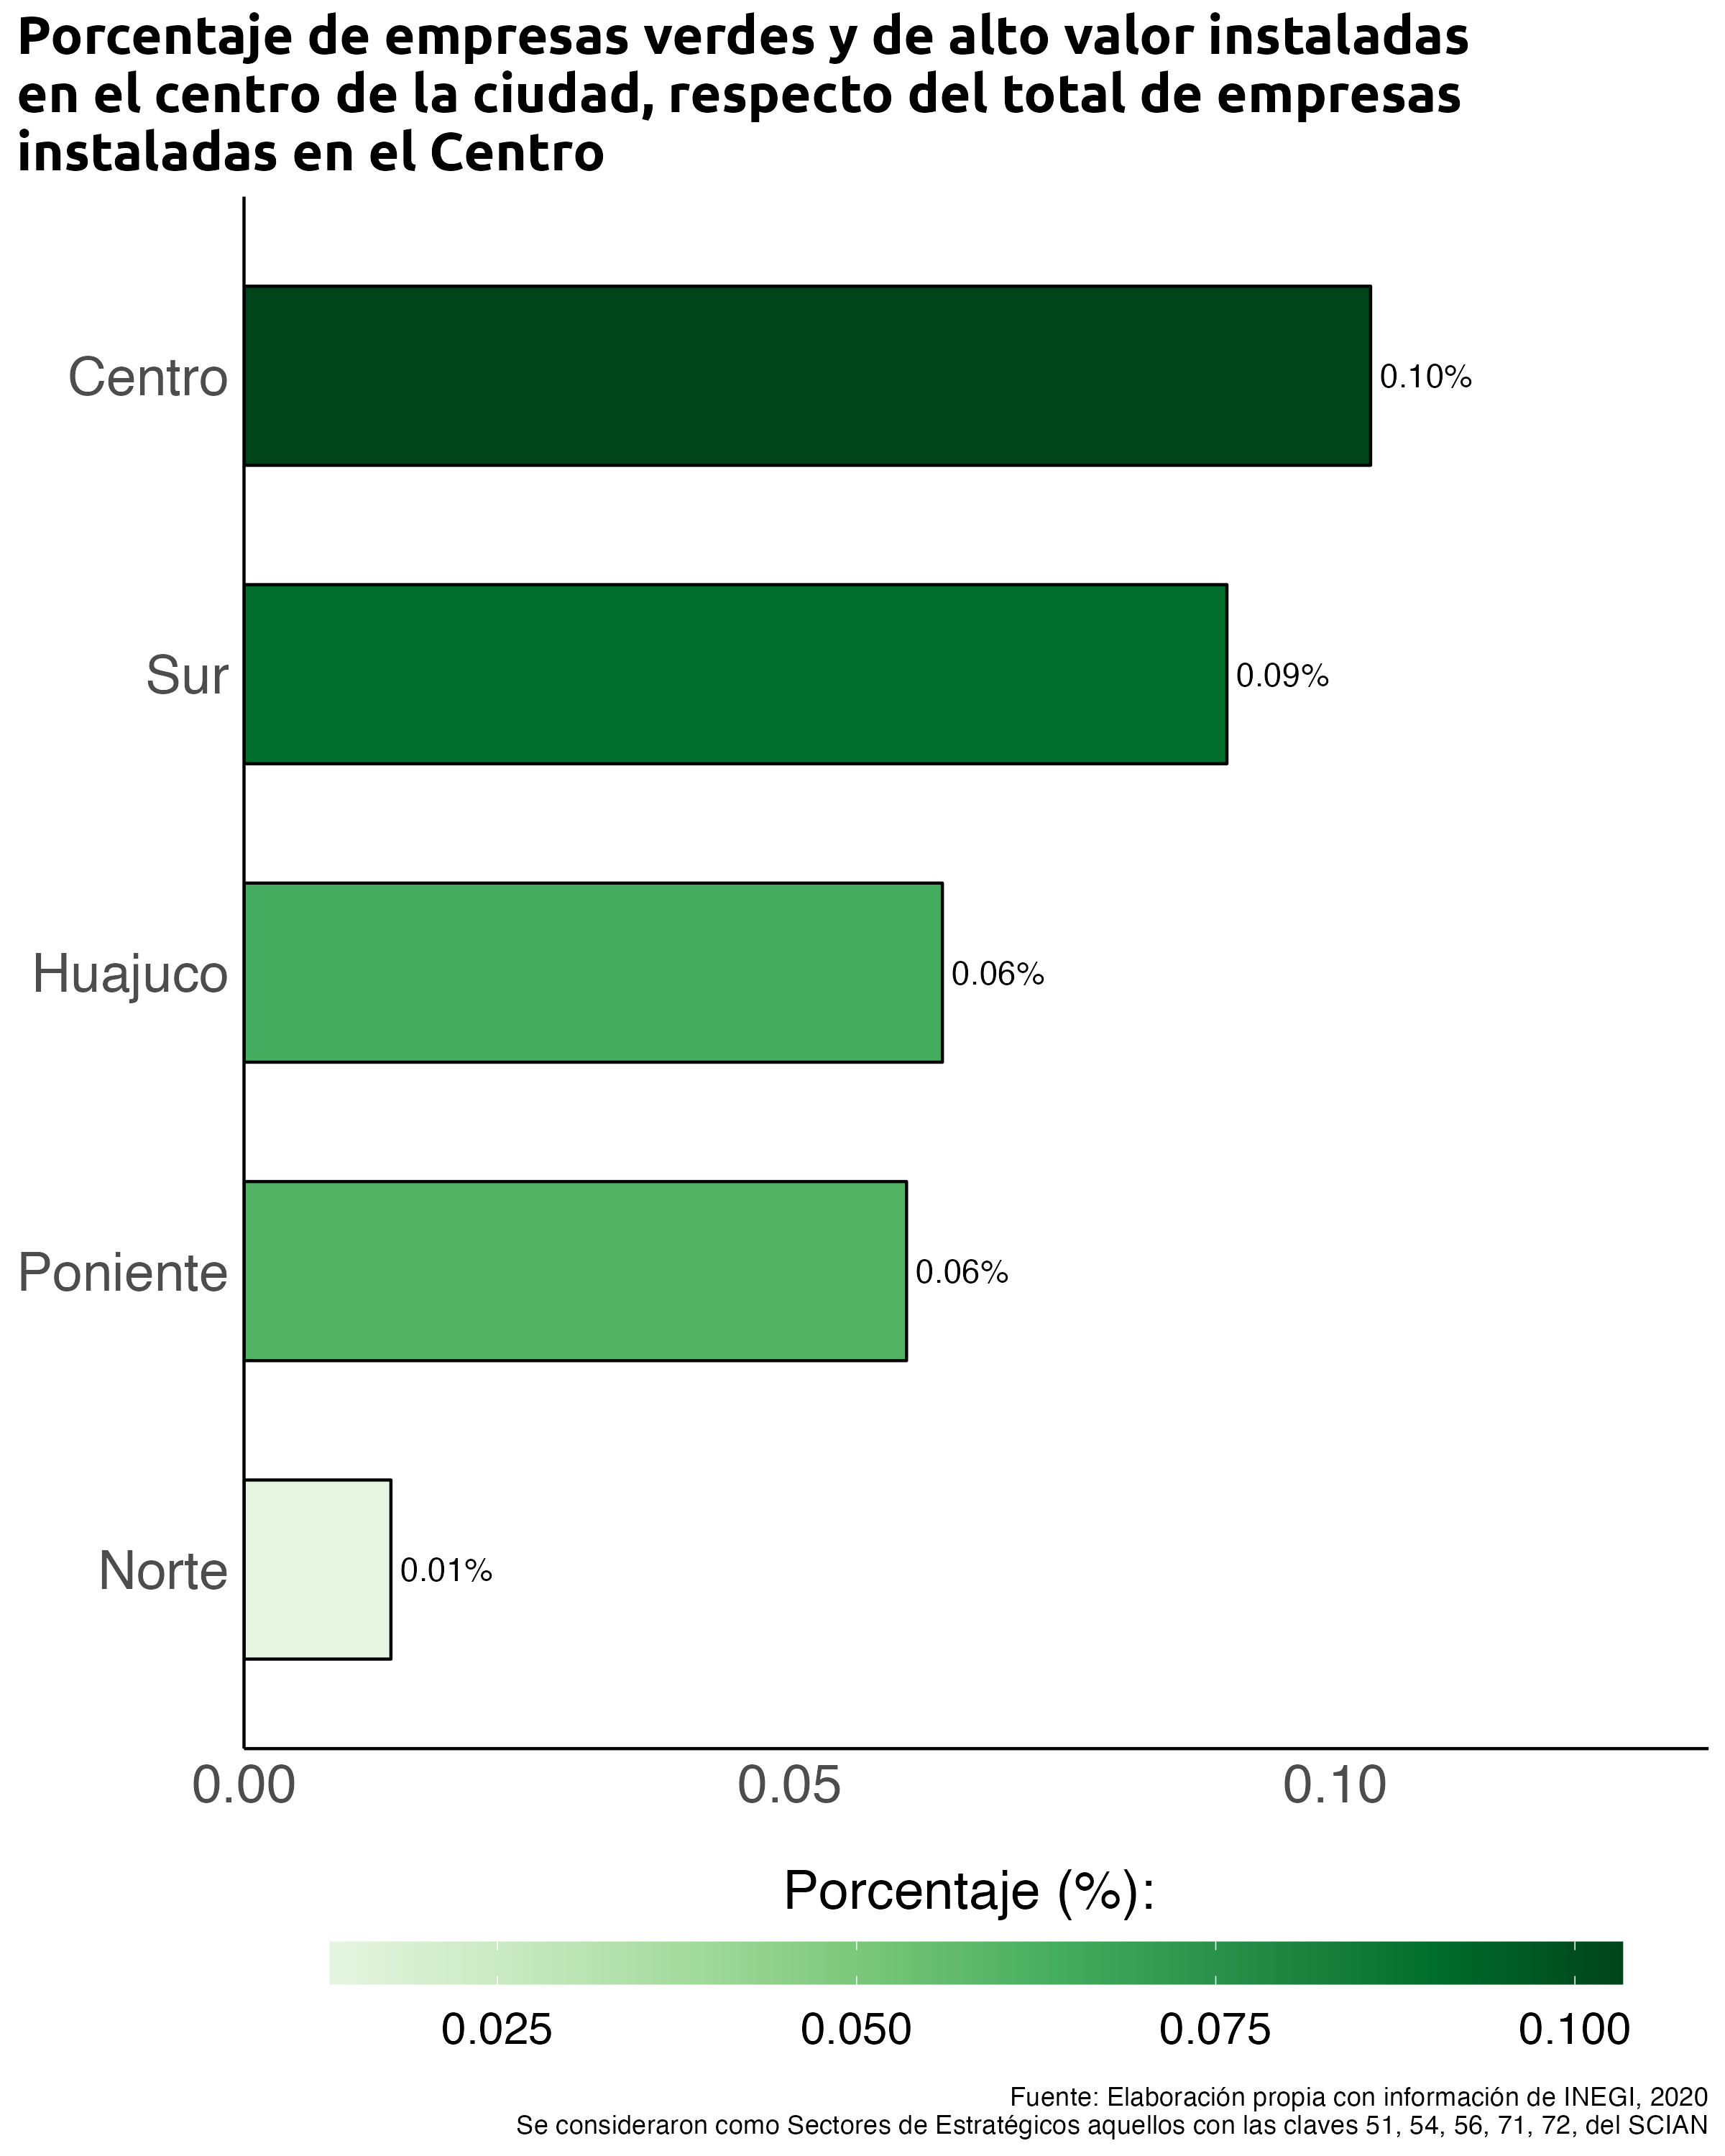 Porcentaje de empresas verdes y de alto valor instaladas
en el centro de la ciudad, respecto del total de empresas
instaladas en el Centro
Centro
0.10%
Sur
0.09%
Huajuco
0.06%
Poniente
0.06%
Norte
0.01%
0.00
0.05
0.10
Porcentaje (%):
0.025
0.050
0.075
0.100
Fuente: Elaboración propia con información de INEGI, 2020
Se consideraron como Sectores de Estratégicos aquellos con las claves 51, 54, 56, 71, 72, del SCIAN